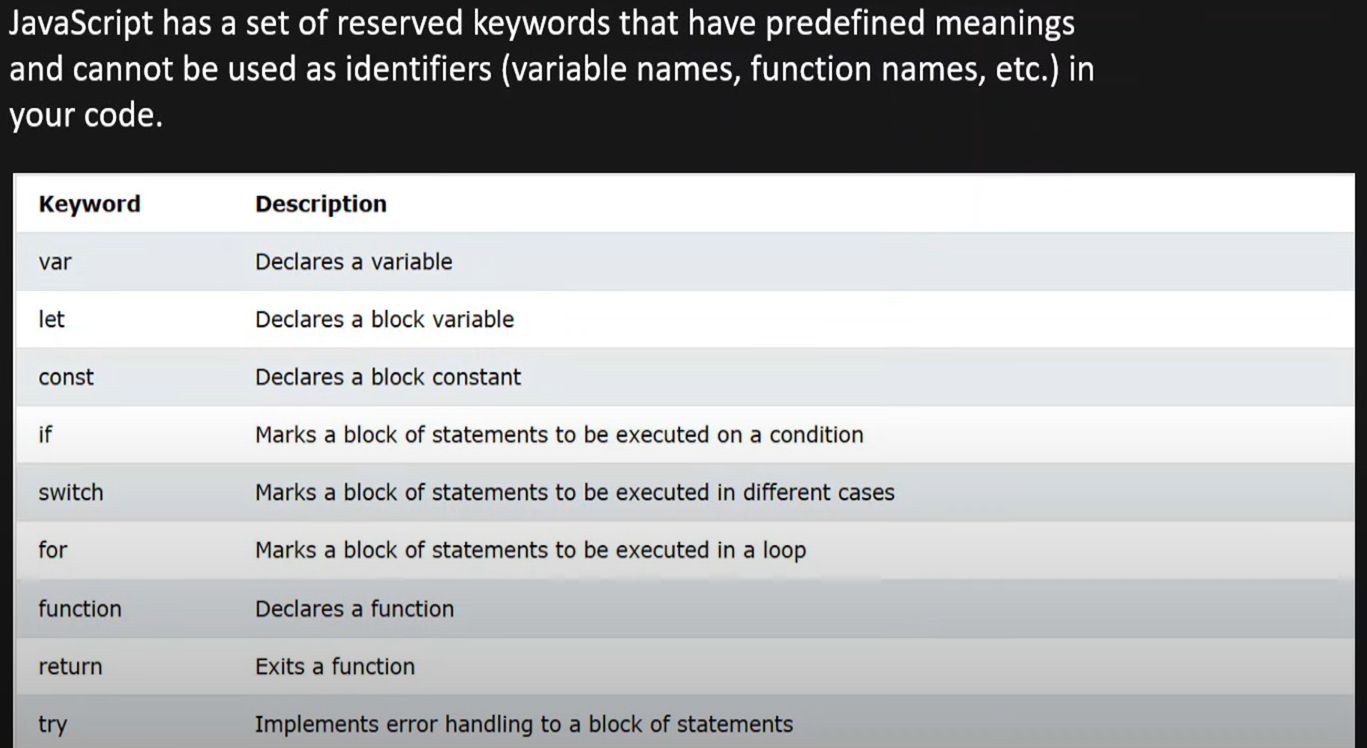 JavaScript has a set of reserved keywords that have predefined meanings
and cannot be used as identifiers (variable names, function names, etc.) in
your code.
Keyword Description
var Declares a variable
let Declares a block variable
const Declares a block constant
if Marks a block of statements to be executed on a condition
switch Marks a block of statements to be executed in different cases
for Marks a block of statements to be executed in a loop
function Declares a function
return Exits a function
try Implements error handling to a block of statements